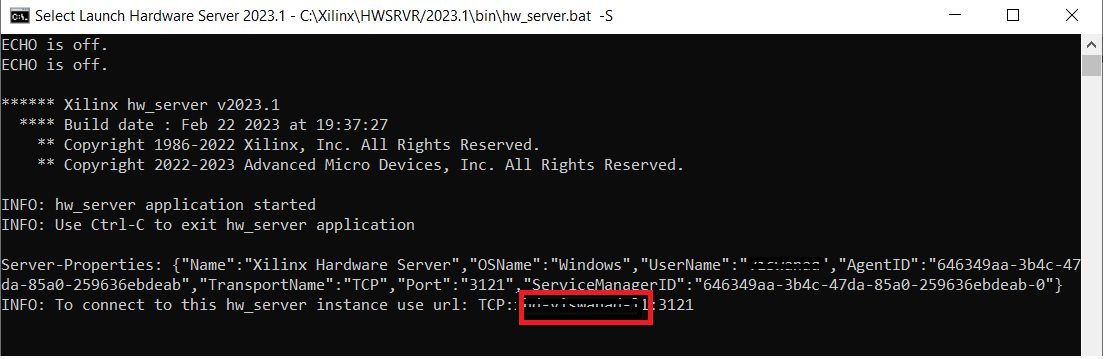 Select Launch Hardware Server 2023.1 - C:\Xilinx\HWSRVR/2023.1\bin\hw_server.bat -S
ECHO is off.
ECHO is off.
****** Xilinx hw_server v2023.1
**** Build date : Feb 22 2023 at 19:37:27
** Copyright 1986-2022 Xilinx, Inc. All Rights Reserved.
** Copyright 2022-2023 Advanced Micro Devices, Inc. All Rights Reserved.
INFO: hw_server application started
INFO: Use Ctrl-C to exit hw_server application
Server-Properties: {"Name":"Xilinx Hardware Server","OSName":"Windows","UserName":" ","AgentID":"646349aa-3b4c-47
da-85a0-259636ebdeab","TransportName":"TCP","Port":"3121","ServiceManagerID":"646349aa-3b4c-47da-85a0-259636ebdeab-0"}
INFO: To connect to this hw_server instance use url: TCP: :3121